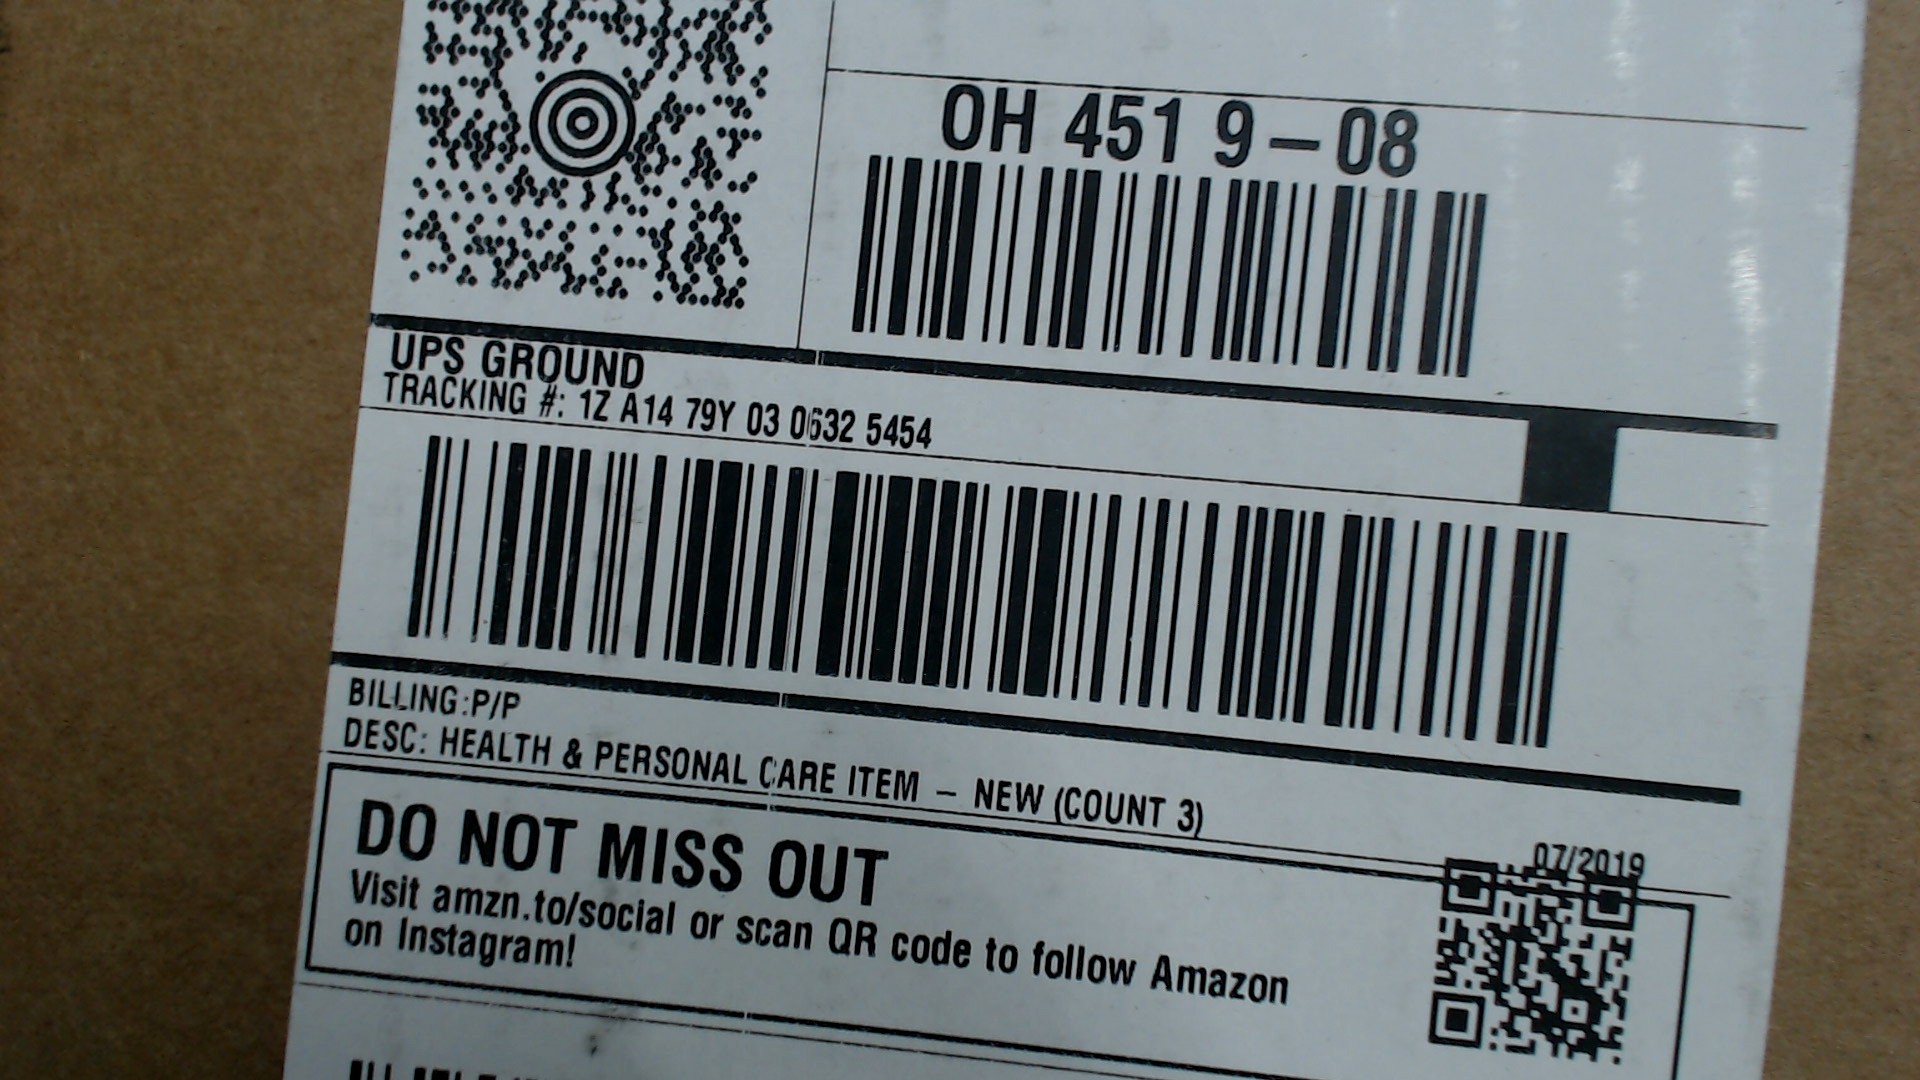 OH 451 9-08
UPS GROUND
TRACKING #: 1Z A14 79Y 03 0632 5454
BILLING:P/P
DESC: HEALTH & PERSONAL CARE ITEM - NEW (COUNT 3)
07/2019
DO NOT MISS OUT
Visit amzn.to/social or scan QR code to follow Amazon
on Instagram!